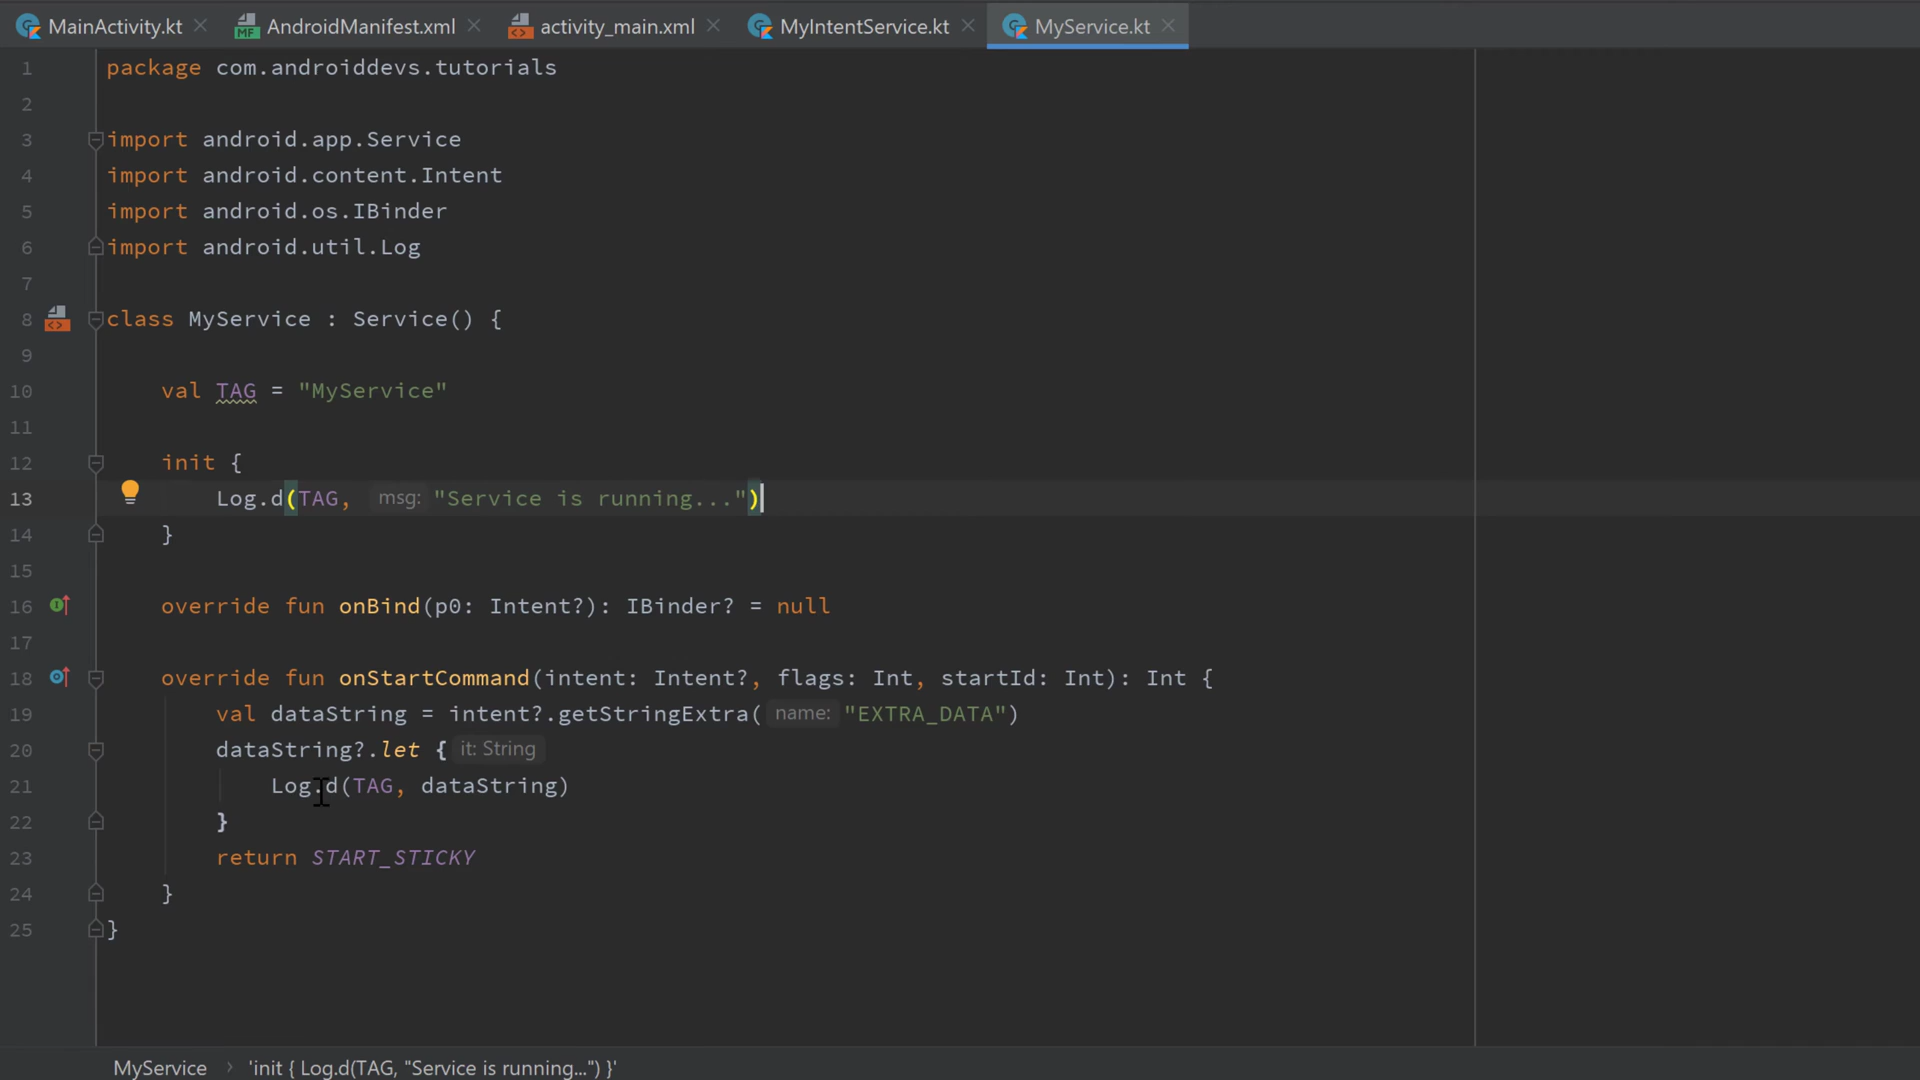 MainActivity.kt AndroidManifest.xml activity_main.xml MyIntentService.kt MyService.kt
1 package com.androiddevs.tutorials
2
3 import android.app.Service
4 import android.content.Intent
5 import android.os.IBinder
6 import android.util.Log
7
8 class MyService : Service() {
9
10 val TAG = "MyService"
11
12 init {
13 Log.d(TAG, msg: "Service is running...")
14 }
15
16 override fun onBind(p0: Intent?): IBinder? = null
17
18 override fun onStartCommand(intent: Intent?, flags: Int, startId: Int): Int {
19 val dataString = intent?.getStringExtra( name: "EXTRA_DATA")
20 dataString?.let { it: String
21 Log.d(TAG, dataString)
22 }
23 return START_STICKY
24 }
25 }
MyService › 'init { Log.d(TAG, "Service is running...") }'